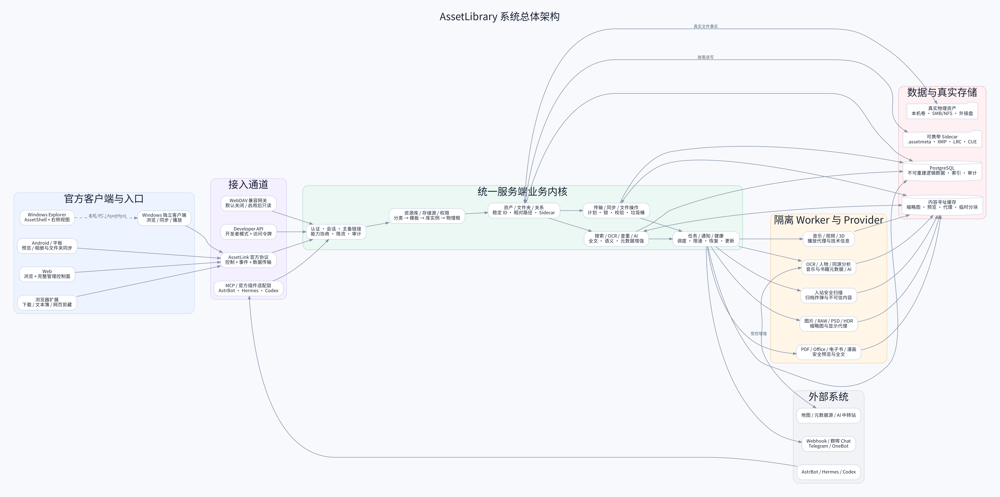 AssetLibrary 系统总体架构
真实文件事实
按需读写
官方客户端与入口
Windows Explorer
AssetShell + 右侧视图
本机 IPC / AssetHost
Windows 独立客户端
浏览 / 同步 / 播放
Android / 平板
预览 / 相册与文件夹同步
Web
浏览 + 完整管理控制面
浏览器扩展
下载 / 文本簿 / 网页剪藏
接入通道
WebDAV 兼容网关
默认关闭 / 启用后只读
Developer API
开发者模式 + 访问令牌
AssetLink 官方协议
控制 + 事件 + 数据传输
MCP / 官方插件适配层
AstrBot · Hermes · Codex
统一服务端业务内核
认证 · 会话 · 主备链接
能力协商 · 限流 · 审计
资源库 / 存储源 / 权限
分类 → 模板 → 库实例 → 物理根
资产 / 文件夹 / 关系
稳定 ID · 相对路径 · Sidecar
传输 / 同步 / 文件操作
计划 · 锁 · 校验 · 垃圾桶
搜索 / OCR / 查重 / AI
全文 · 语义 · 元数据增强
任务 / 通知 / 健康
调度 · 限速 · 恢复 · 更新
数据与真实存储
真实物理资产
本机卷 · SMB/NFS · 外接盘
可携带 Sidecar
.assetmeta · XMP · LRC · CUE
PostgreSQL
不可重建逻辑数据 · 索引 · 审计
内容寻址缓存
缩略图 · 预览 · 代理 · 临时分块
隔离 Worker 与 Provider
音乐 / 视频 / 3D
播放代理与技术信息
OCR / 人物 / 同源分析
音乐与书籍元数据 / AI
入站安全扫描
归档炸弹与不可信内容
图片 / RAW / PSD / HDR
缩略图与显示代理
受控增强
PDF / Office / 电子书 / 漫画
安全预览与全文
外部系统
地图 / 元数据源 / AI 中转站
Webhook / 群晖 Chat
Telegram / OneBot
AstrBot / Hermes / Codex